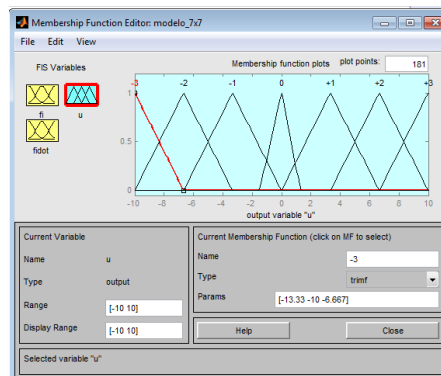 Membership Function Editor: modelo_7x7
File Edit View
FIS Variables
Membership function plots plot points: 181
fi
u
fidot
-3 -2 -1 0 +1 +2 +3
1
0.5
0
-10 -8 -6 -4 -2 0 2 4 6 8 10
output variable "u"
Current Variable
Name u
Type output
Range [-10 10]
Display Range [-10 10]
Current Membership Function (click on MF to select)
Name -3
Type trimf
Params [-13.33 -10 -6.667]
Help Close
Selected variable "u"